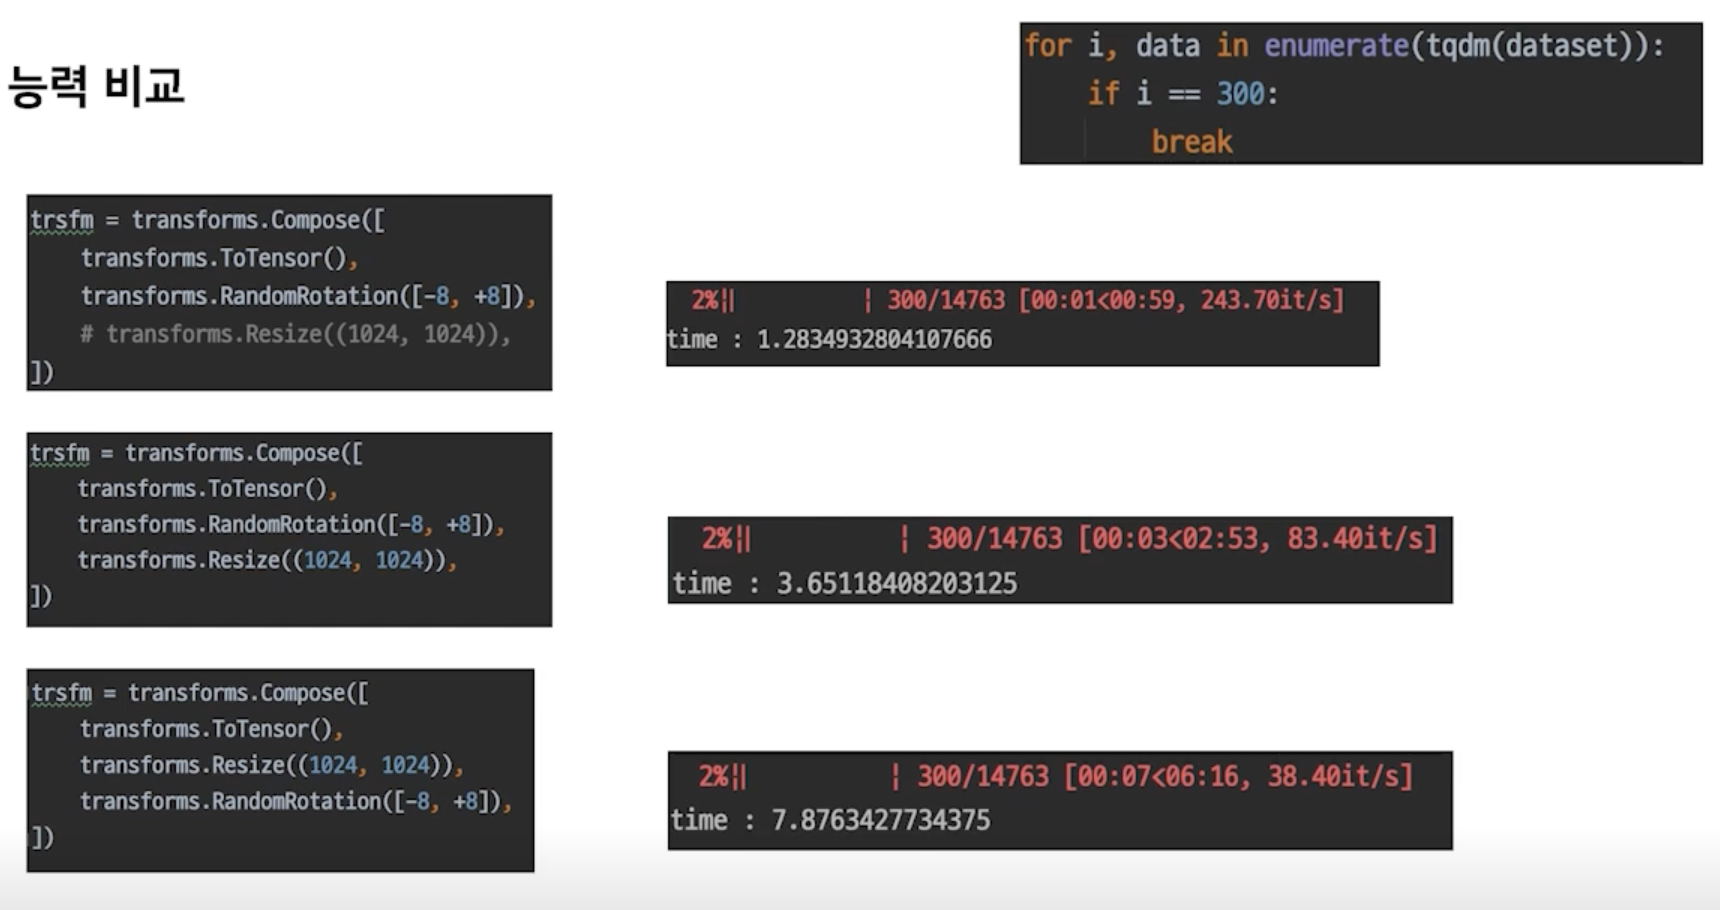 능력 비교
for i, data in enumerate(tqdm(dataset)):
    if i == 300:
        break
trsfm = transforms.Compose([
    transforms.ToTensor(),
    transforms.RandomRotation([-8, +8]),
    # transforms.Resize((1024, 1024)),
])
2%|| | 300/14763 [00:01<00:59, 243.70it/s]
time : 1.2834932804107666
trsfm = transforms.Compose([
    transforms.ToTensor(),
    transforms.RandomRotation([-8, +8]),
    transforms.Resize((1024, 1024)),
])
2%|| | 300/14763 [00:03<02:53, 83.40it/s]
time : 3.65118408203125
trsfm = transforms.Compose([
    transforms.ToTensor(),
    transforms.Resize((1024, 1024)),
    transforms.RandomRotation([-8, +8]),
])
2%|| | 300/14763 [00:07<06:16, 38.40it/s]
time : 7.8763427734375